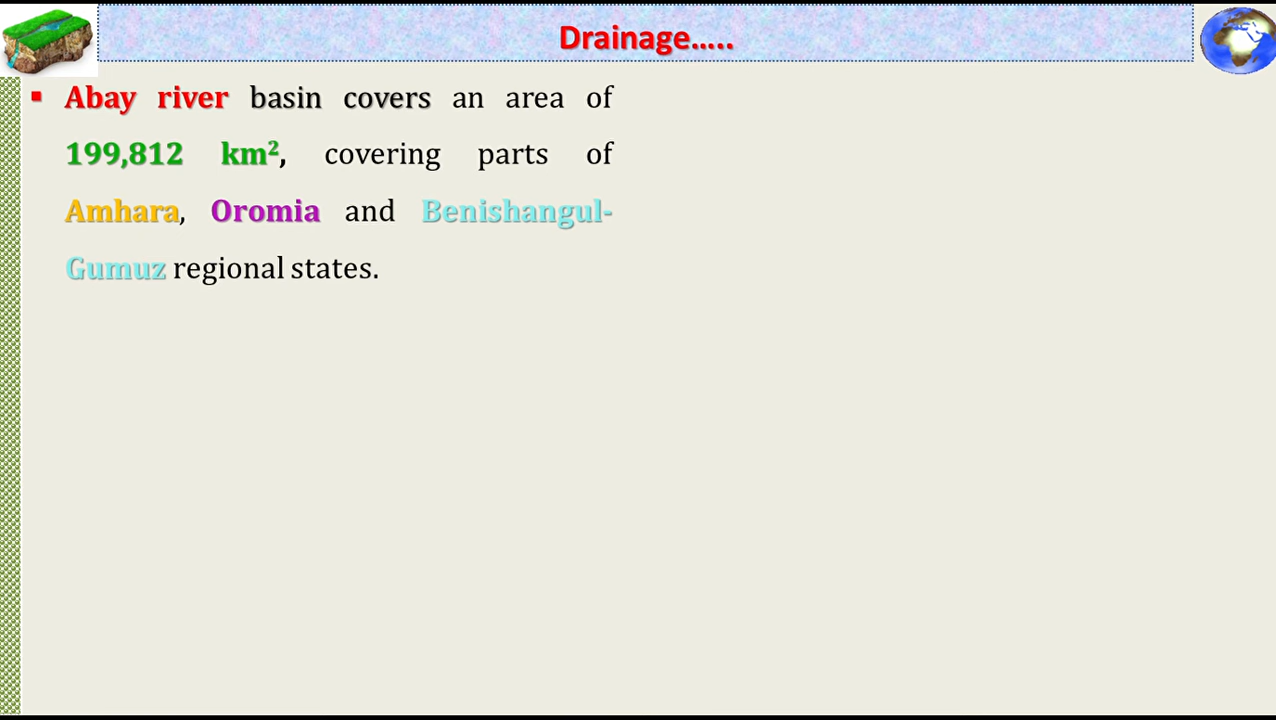 Drainage…..
▪ Abay river basin covers an area of
199,812 km², covering parts of
Amhara, Oromia and Benishangul-
Gumuz regional states.